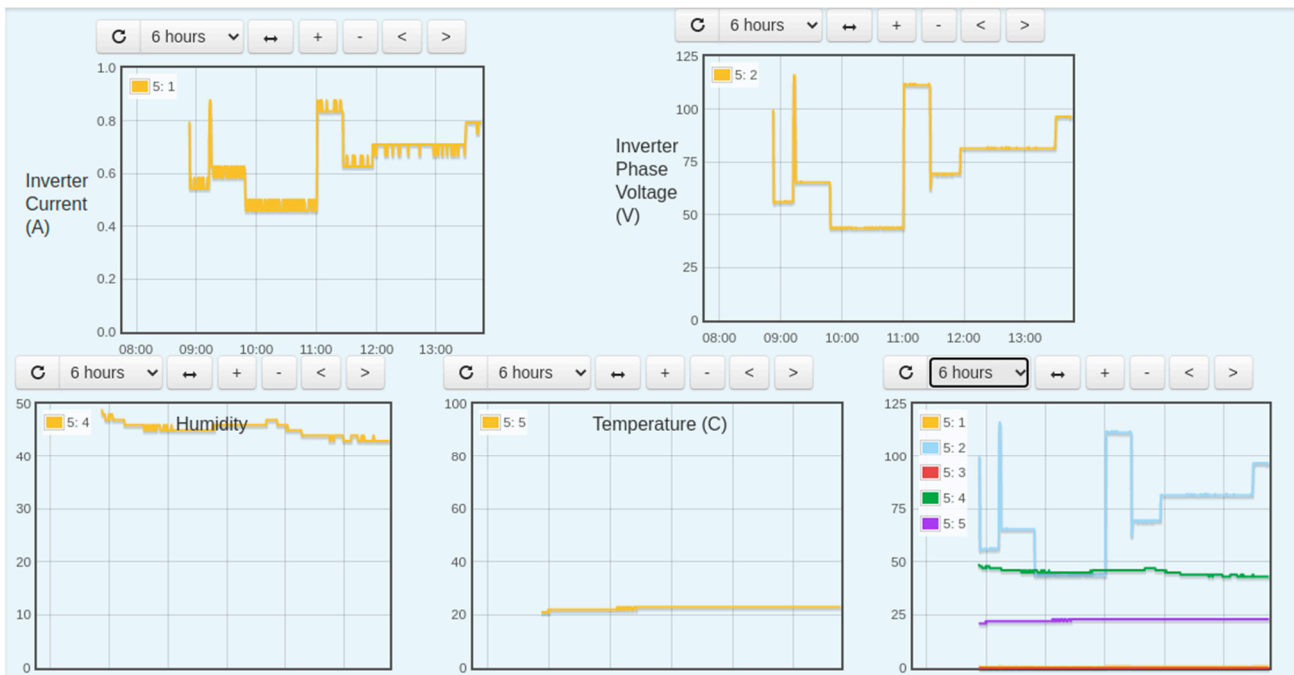 6 hours ↔ + - < >
6 hours ↔ + - < >
Inverter
Current
(A)
1.0
0.8
0.6
0.4
0.2
0.0
5: 1
08:00 09:00 10:00 11:00 12:00 13:00
Inverter
Phase
Voltage
(V)
125
100
75
50
25
0
5: 2
08:00 09:00 10:00 11:00 12:00 13:00
6 hours ↔ + - < >
6 hours ↔ + - < >
6 hours ↔ + - < >
50
40
30
20
10
0
5: 4
Humidity
100
80
60
40
20
0
5: 5
Temperature (C)
125
100
75
50
25
0
5: 1
5: 2
5: 3
5: 4
5: 5